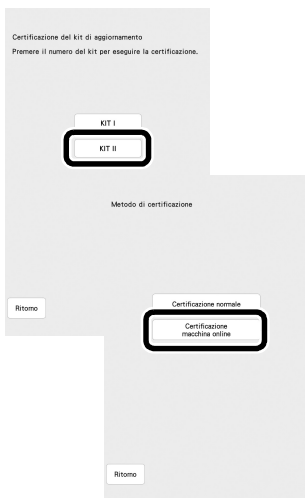 Certificazione del kit di aggiornamento
Premere il numero del kit per eseguire la certificazione.
KIT I
KIT II
Ritorno
Metodo di certificazione
Certificazione normale
Certificazione
macchina online
Ritorno